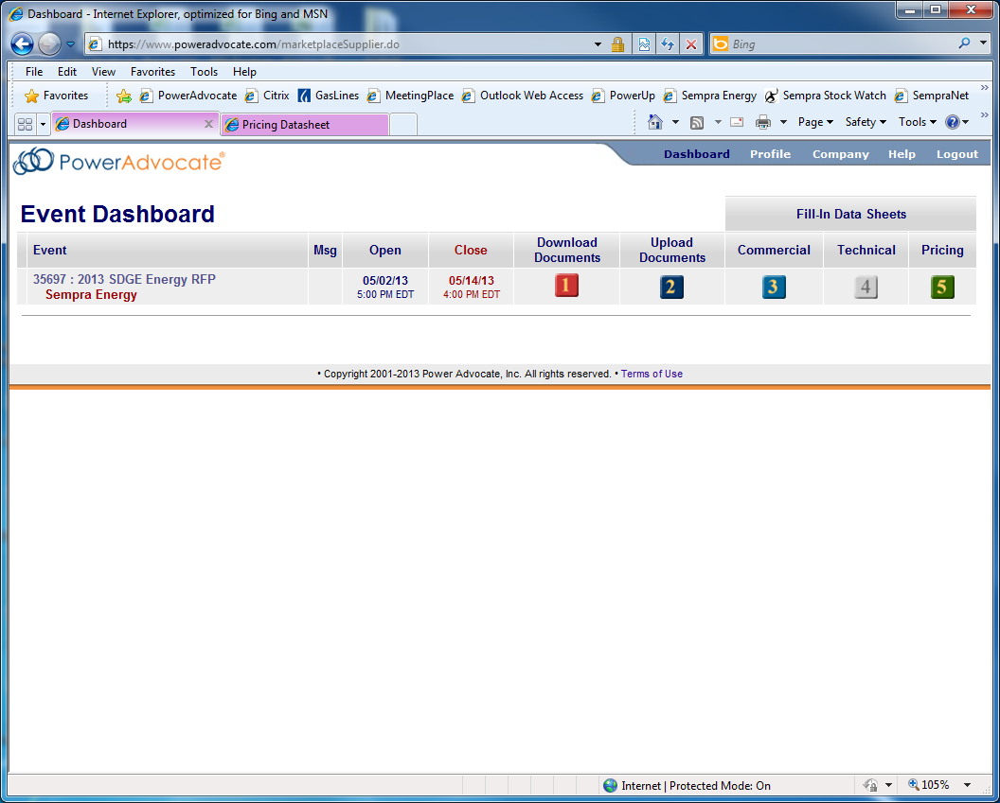 Dashboard - Internet Explorer, optimized for Bing and MSN
https://www.poweradvocate.com/marketplaceSupplier.do
Bing
File Edit View Favorites Tools Help
Favorites PowerAdvocate Citrix GasLines MeetingPlace Outlook Web Access PowerUp Sempra Energy Sempra Stock Watch SempraNet »
Dashboard Pricing Datasheet Page Safety Tools »
PowerAdvocate®
Dashboard Profile Company Help Logout
Event Dashboard
Fill-In Data Sheets
Event Msg Open Close Download Documents Upload Documents Commercial Technical Pricing
35697 : 2013 SDGE Energy RFP
Sempra Energy
05/02/13
5:00 PM EDT
05/14/13
4:00 PM EDT
1 2 3 4 5
• Copyright 2001-2013 Power Advocate, Inc. All rights reserved. • Terms of Use
Internet | Protected Mode: On
105%